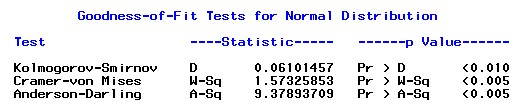 Goodness-of-Fit Tests for Normal Distribution
Test ----Statistic----- ------p Value------
Kolmogorov-Smirnov D 0.06101457 Pr > D <0.010
Cramer-von Mises W-Sq 1.57325853 Pr > W-Sq <0.005
Anderson-Darling A-Sq 9.37893709 Pr > A-Sq <0.005